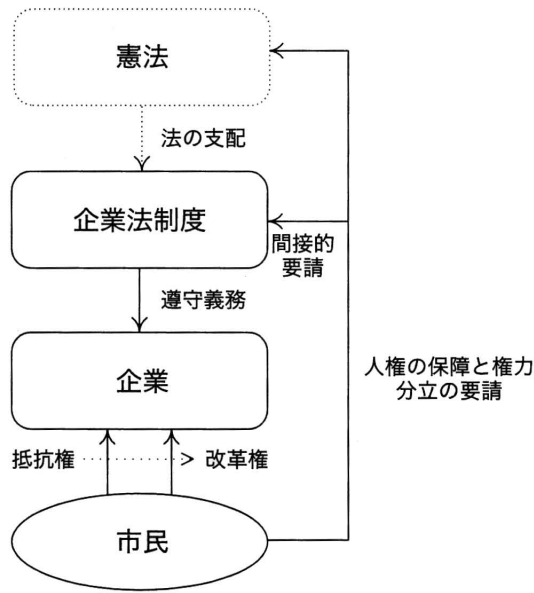 憲法
法の支配
企業法制度
間接的
要請
遵守義務
企業
人権の保障と権力
分立の要請
抵抗権
改革権
市民